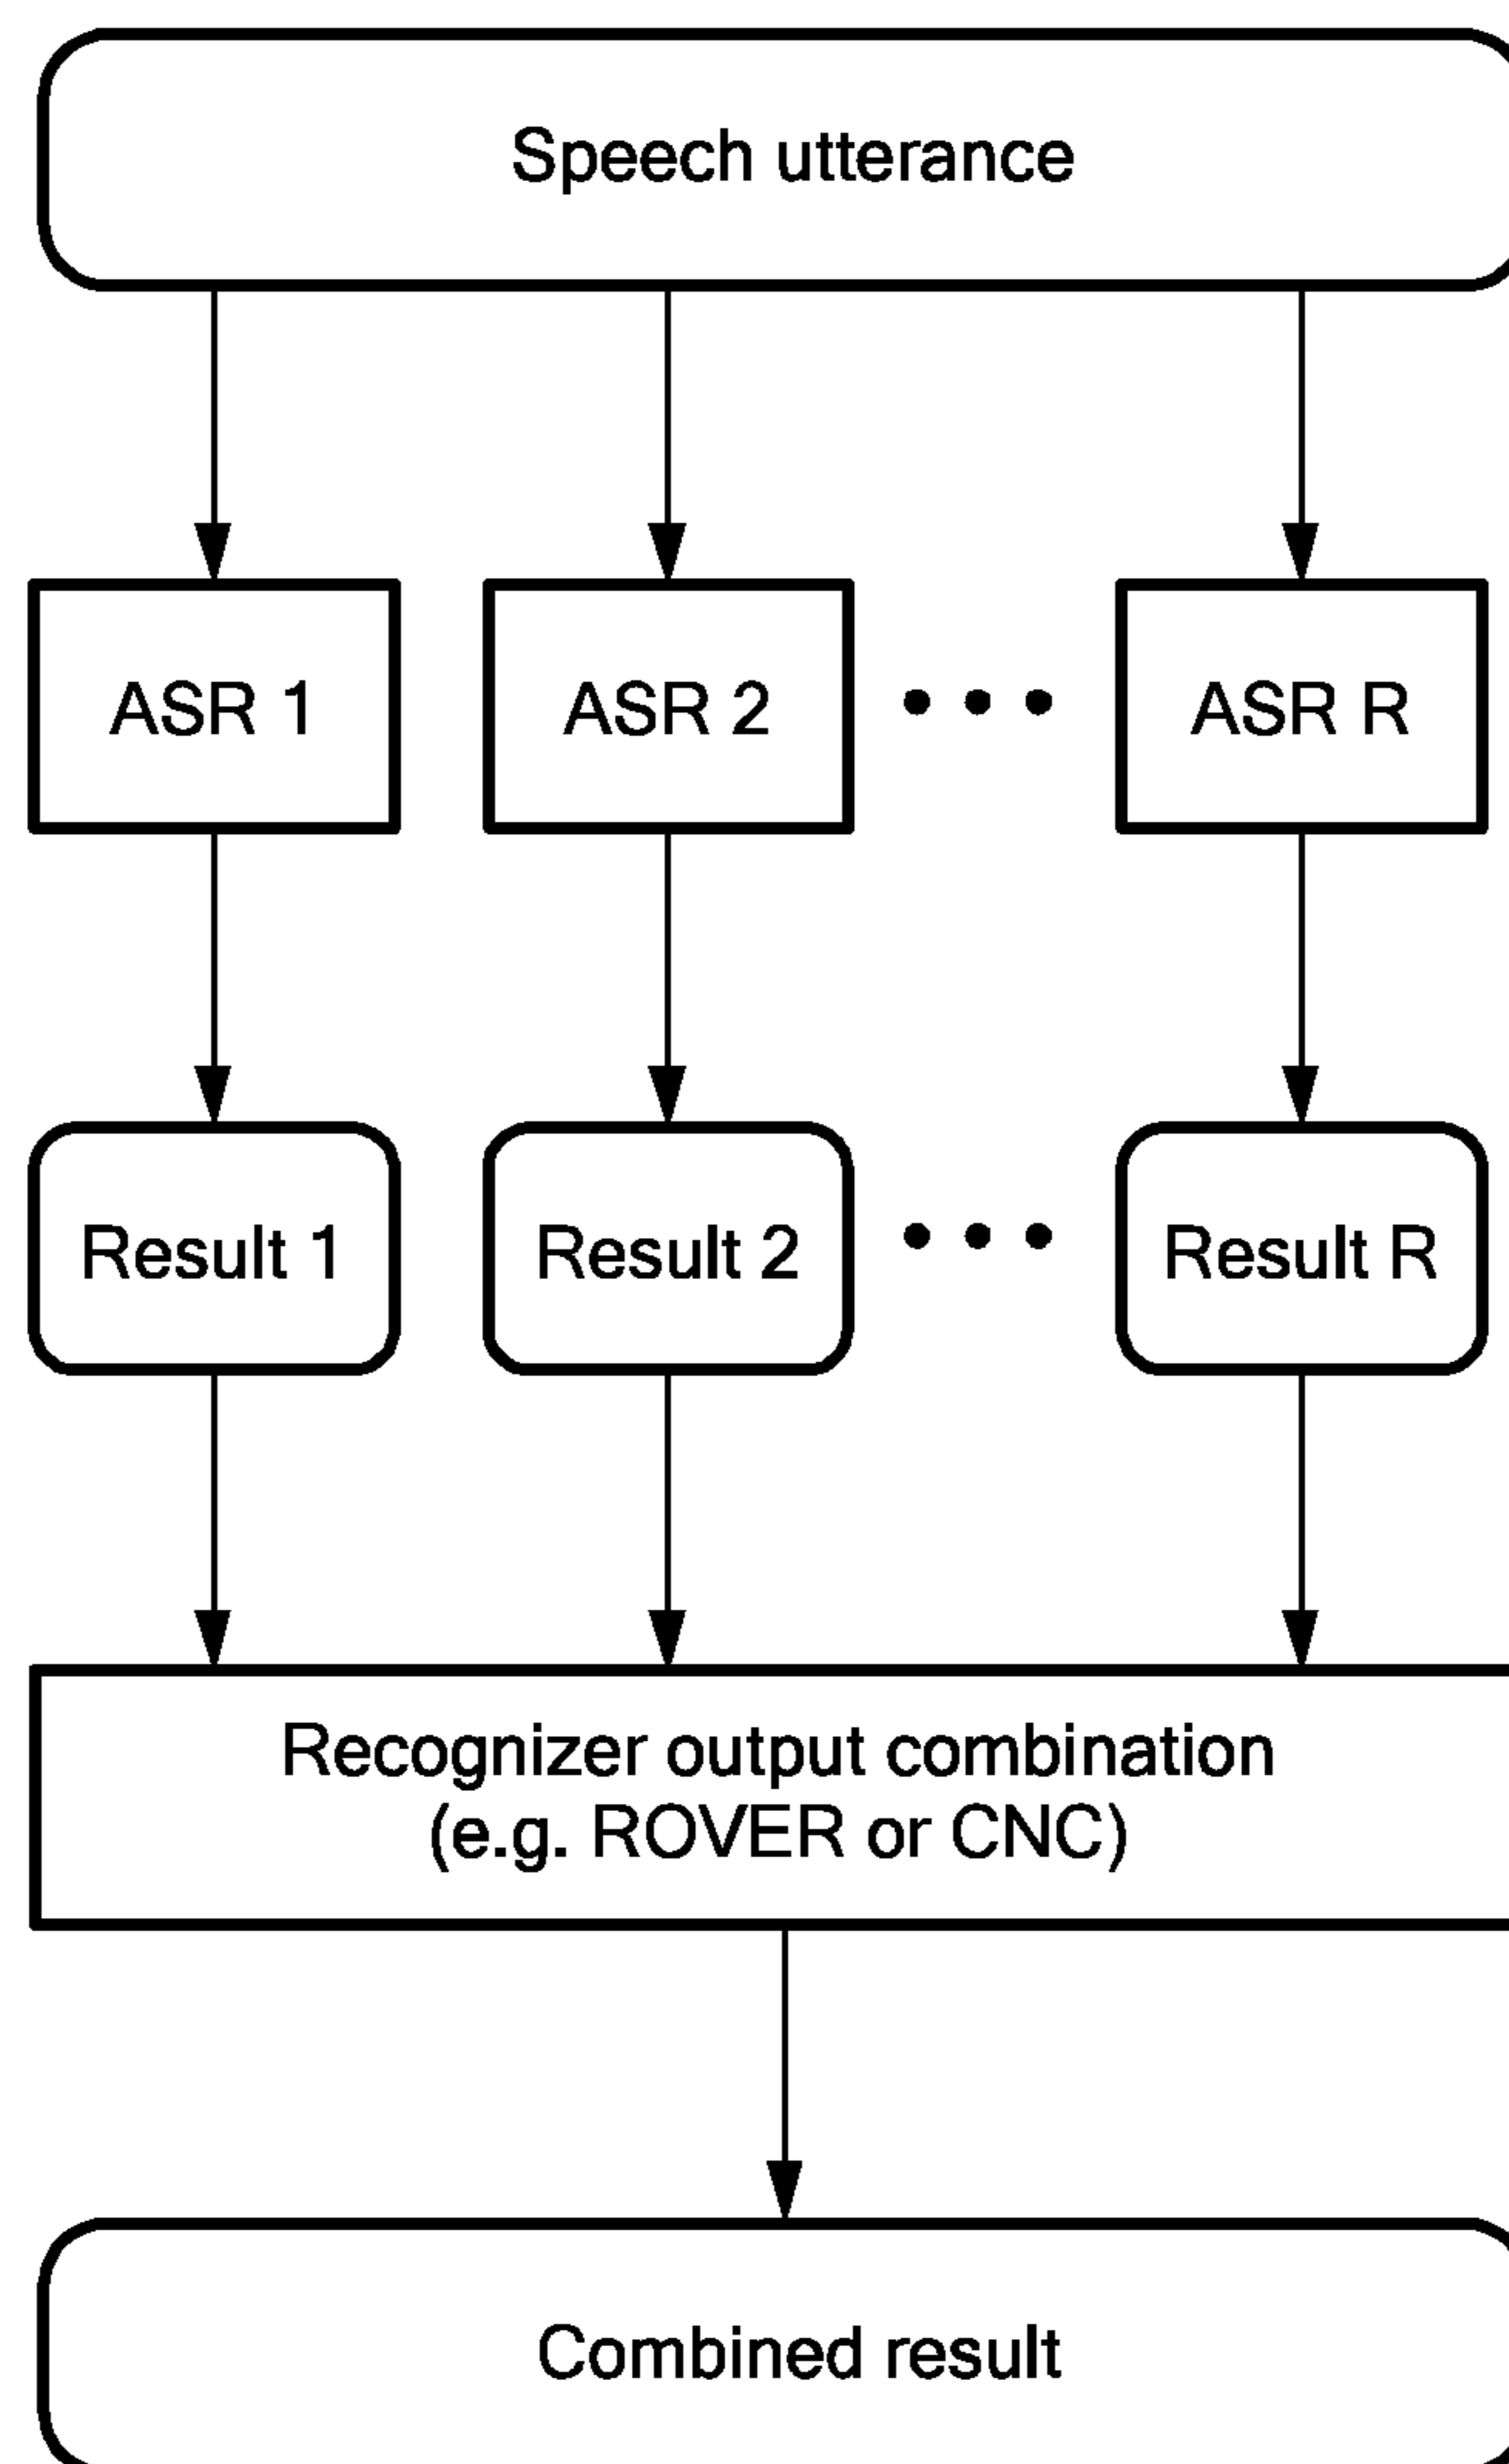 Speech utterance
ASR 1
ASR 2
ASR R
Result 1
Result 2
Result R
Recognizer output combination
(e.g. ROVER or CNC)
Combined result